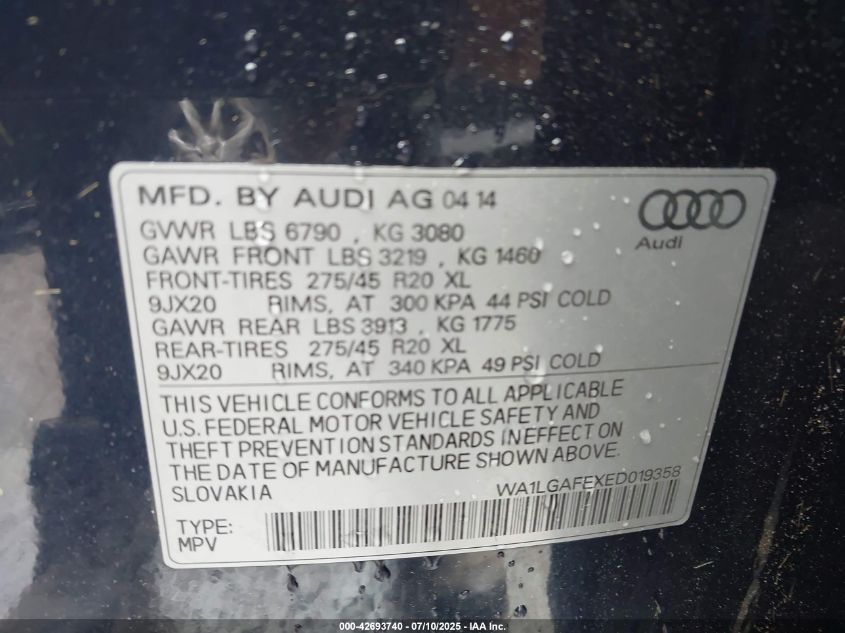 MFD. BY AUDI AG 04 14
Audi
GVWR LBS 6790 , KG 3080
GAWR FRONT LBS 3219 , KG 1460
FRONT-TIRES 275/45 R20 XL
9JX20 RIMS, AT 300 KPA 44 PSI COLD
GAWR REAR LBS 3913 , KG 1775
REAR-TIRES 275/45 R20 XL
9JX20 RIMS, AT 340 KPA 49 PSI COLD
THIS VEHICLE CONFORMS TO ALL APPLICABLE
U.S. FEDERAL MOTOR VEHICLE SAFETY AND
THEFT PREVENTION STANDARDS IN EFFECT ON
THE DATE OF MANUFACTURE SHOWN ABOVE.
SLOVAKIA WA1LGAFEXED019358
TYPE:
MPV
000-42693740 - 07/10/2025 - IAA Inc.